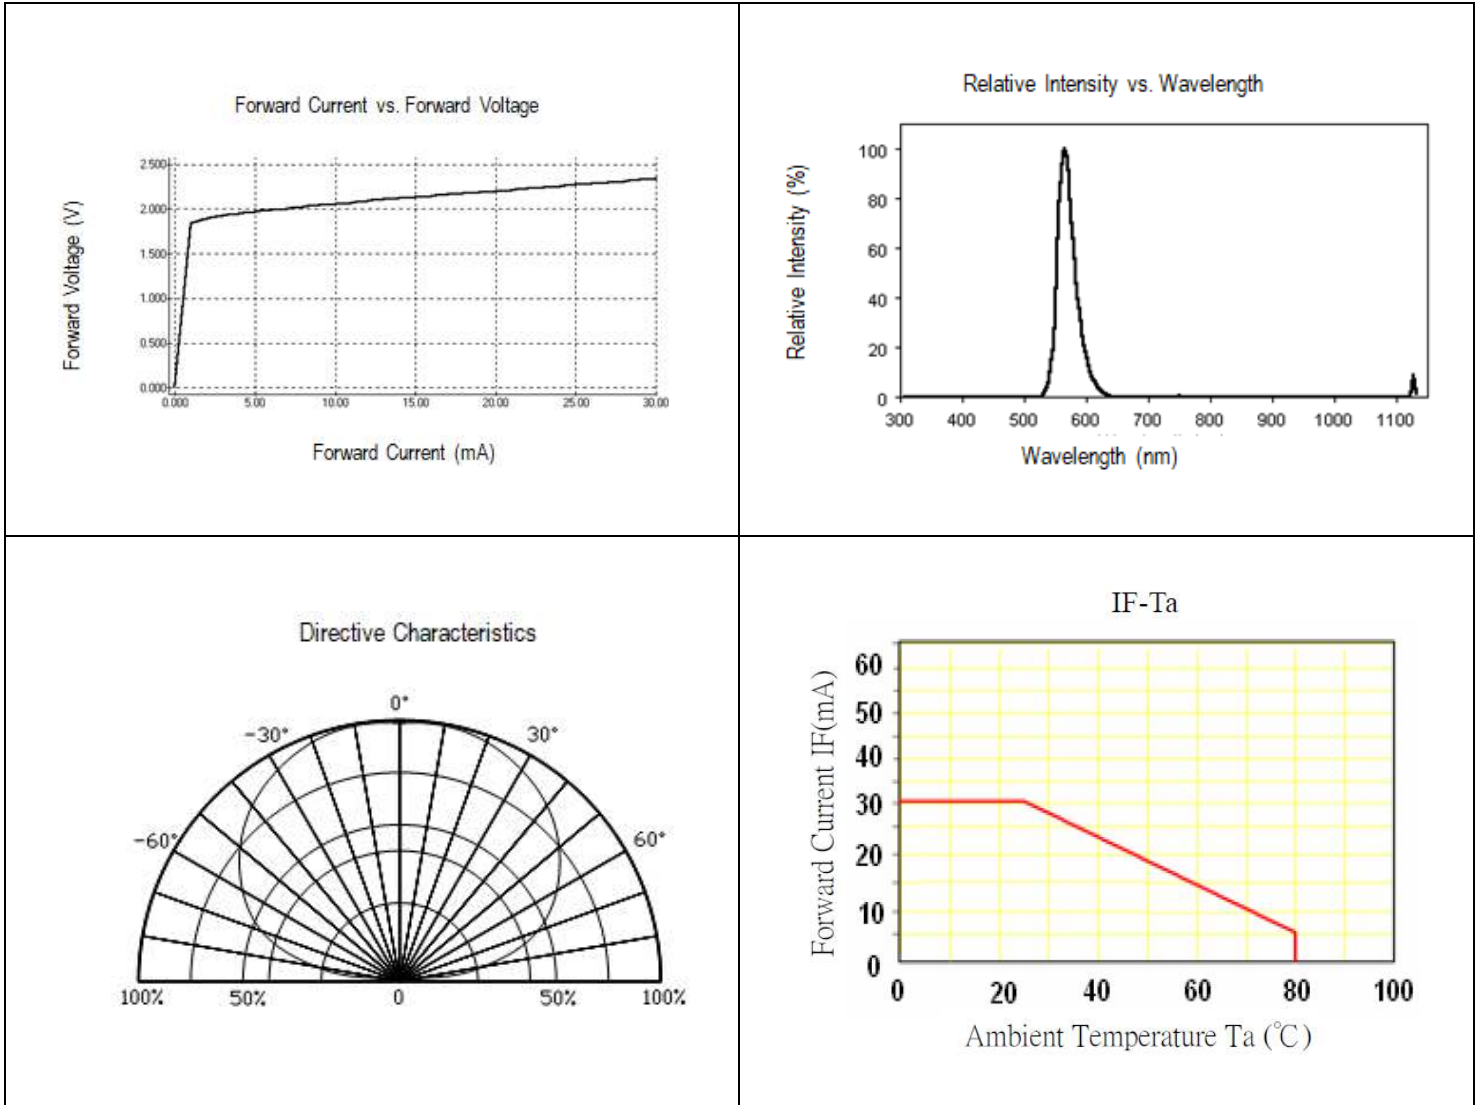 Forward Current vs. Forward Voltage
Forward Voltage (V)
2.500
2.000
1.500
1.000
0.500
0.000
0.000 5.00 10.00 15.00 20.00 25.00 30.00
Forward Current (mA)
Relative Intensity vs. Wavelength
Relative Intensity (%)
100
80
60
40
20
0
300 400 500 600 700 800 900 1000 1100
Wavelength (nm)
Directive Characteristics
0°
-30° 30°
-60° 60°
100% 50% 0 50% 100%
IF-Ta
Forward Current IF(mA)
60
50
40
30
20
10
0
0 20 40 60 80 100
Ambient Temperature Ta (℃)